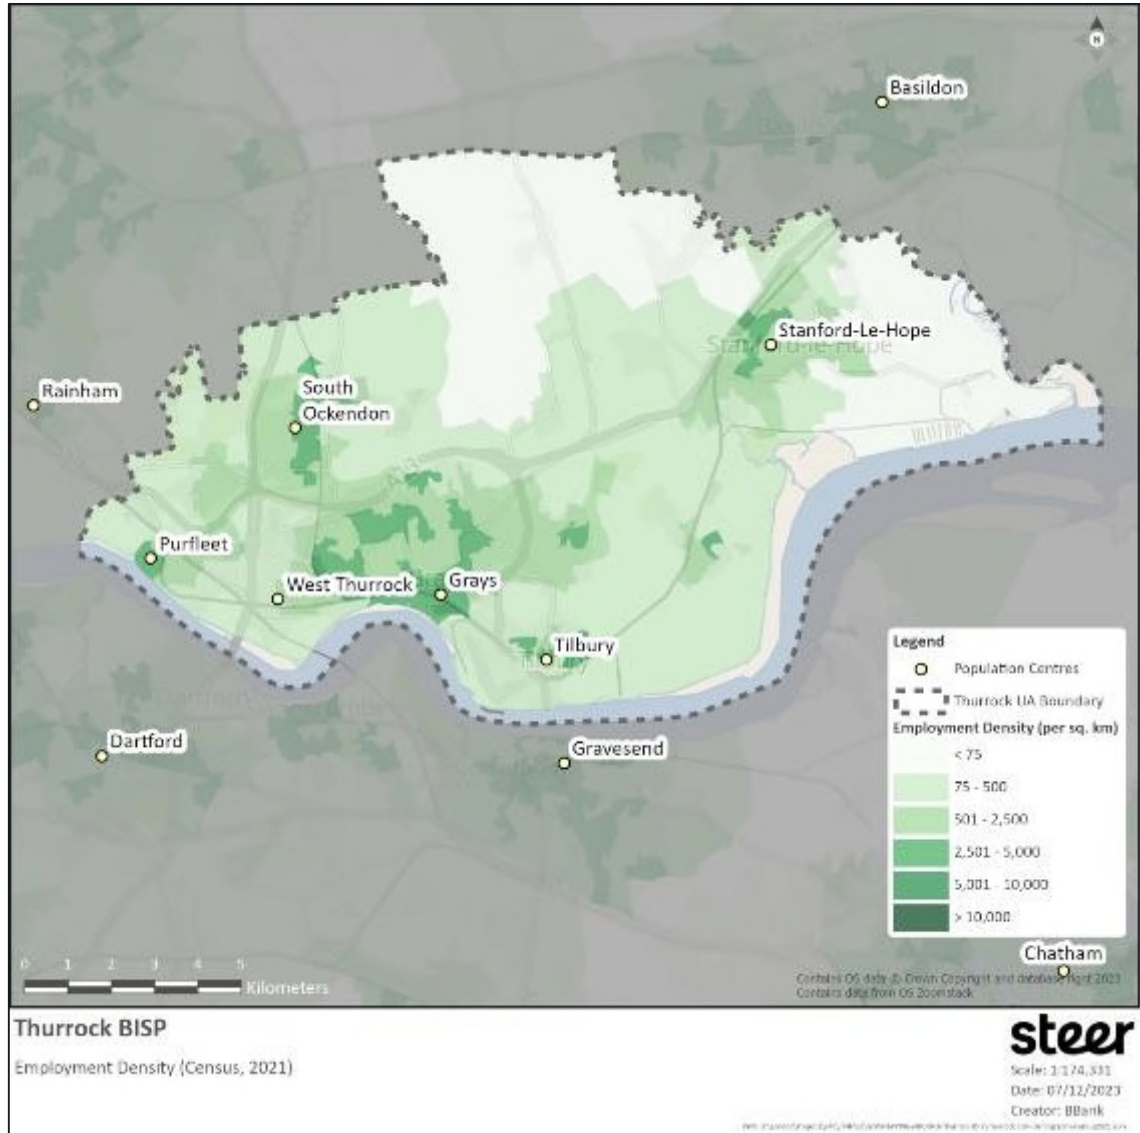 N
Basildon
Stanford-Le-Hope
Stanford-le-Hope
Rainham
South
Ockendon
Purfleet
West Thurrock
Grays
Tilbury
Dartford
Gravesend
Chatham
Legend
Population Centres
Thurrock UA Boundary
Employment Density (per sq. km)
< 75
75 - 500
501 - 2,500
2,501 - 5,000
5,001 - 10,000
> 10,000
0 1 2 3 4 5
Kilometers
Contains OS data © Crown Copyright and database right 2023
Contains data from OS Zoomstack
Thurrock BISP
Employment Density (Census, 2021)
steer
Scale: 1:174,331
Date: 07/12/2023
Creator: BBank